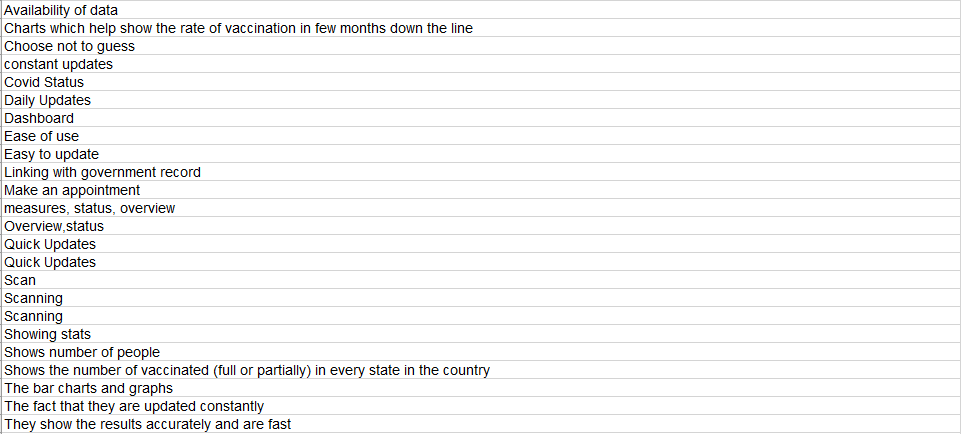 Availability of data
Charts which help show the rate of vaccination in few months down the line
Choose not to guess
constant updates
Covid Status
Daily Updates
Dashboard
Ease of use
Easy to update
Linking with government record
Make an appointment
measures, status, overview
Overview,status
Quick Updates
Quick Updates
Scan
Scanning
Scanning
Showing stats
Shows number of people
Shows the number of vaccinated (full or partially) in every state in the country
The bar charts and graphs
The fact that they are updated constantly
They show the results accurately and are fast